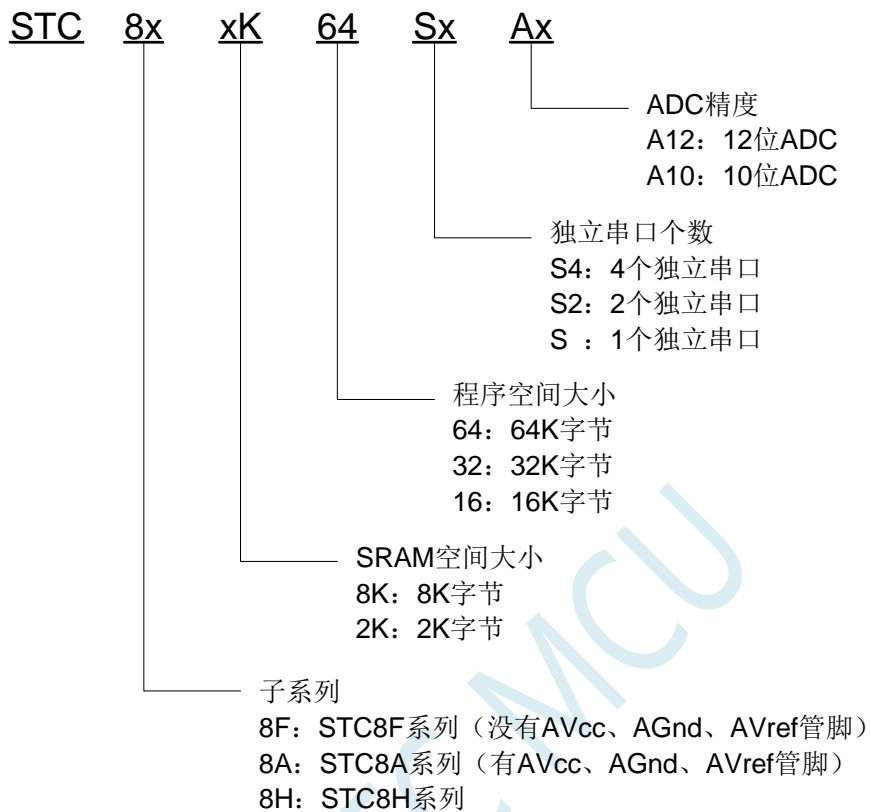 STC 8x xK 64 Sx Ax
ADC精度
A12：12位ADC
A10：10位ADC
独立串口个数
S4：4个独立串口
S2：2个独立串口
S ：1个独立串口
程序空间大小
64：64K字节
32：32K字节
16：16K字节
SRAM空间大小
8K：8K字节
2K：2K字节
子系列
8F：STC8F系列（没有AVcc、AGnd、AVref管脚）
8A：STC8A系列（有AVcc、AGnd、AVref管脚）
8H：STC8H系列
MCU